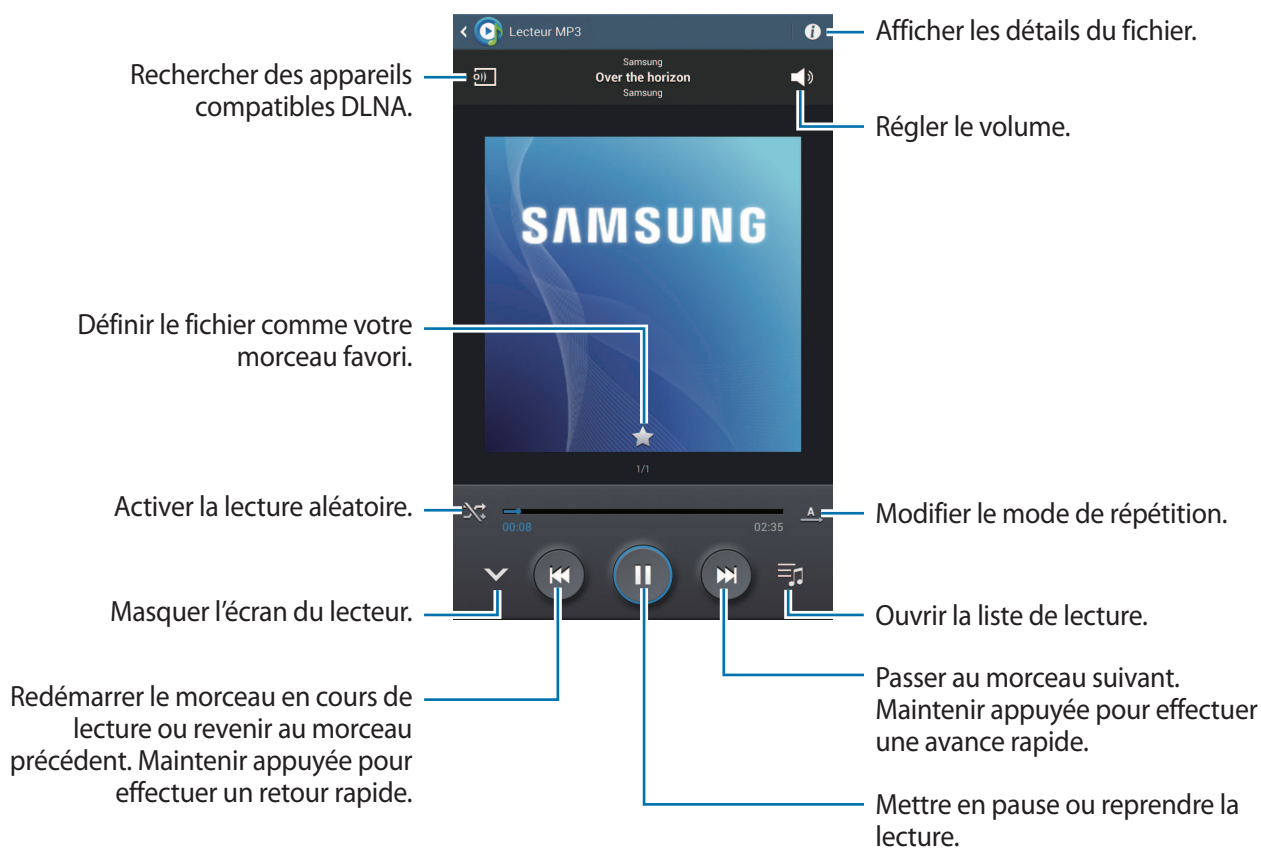 Lecteur MP3
Afficher les détails du fichier.
Rechercher des appareils
compatibles DLNA.
Samsung
Over the horizon
Samsung
Régler le volume.
SAMSUNG
Définir le fichier comme votre
morceau favori.
1/1
Activer la lecture aléatoire.
00:08
02:35
A
Modifier le mode de répétition.
Masquer l'écran du lecteur.
Ouvrir la liste de lecture.
Redémarrer le morceau en cours de
lecture ou revenir au morceau
précédent. Maintenir appuyée pour
effectuer un retour rapide.
Passer au morceau suivant.
Maintenir appuyée pour effectuer
une avance rapide.
Mettre en pause ou reprendre la
lecture.